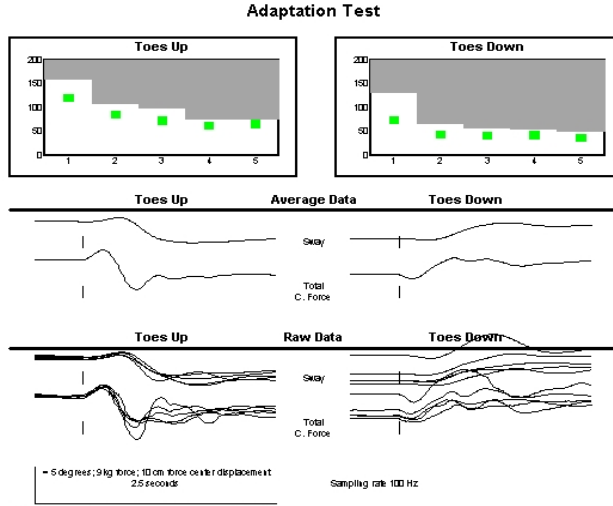 Adaptation Test
Toes Up
200
150
100
50
0
1 2 3 4 5
Toes Down
200
150
100
50
0
1 2 3 4 5
Toes Up Average Data Toes Down
Sway
Total
C. Force
Toes Up Raw Data Toes Down
Sway
Total
C. Force
= 5 degrees; 9 kg force; 10 cm force center displacement
2.5 seconds
Sampling rate 100 Hz